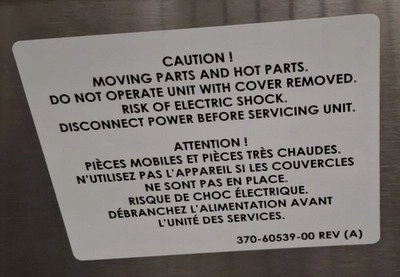 CAUTION !
MOVING PARTS AND HOT PARTS.
DO NOT OPERATE UNIT WITH COVER REMOVED.
RISK OF ELECTRIC SHOCK.
DISCONNECT POWER BEFORE SERVICING UNIT.
ATTENTION !
PIÈCES MOBILES ET PIÈCES TRÈS CHAUDES.
N'UTILISEZ PAS L'APPAREIL SI LES COUVERCLES
NE SONT PAS EN PLACE.
RISQUE DE CHOC ÉLECTRIQUE.
DÉBRANCHEZ L'ALIMENTATION AVANT
L'UNITÉ DES SERVICES.
370-60539-00 REV (A)